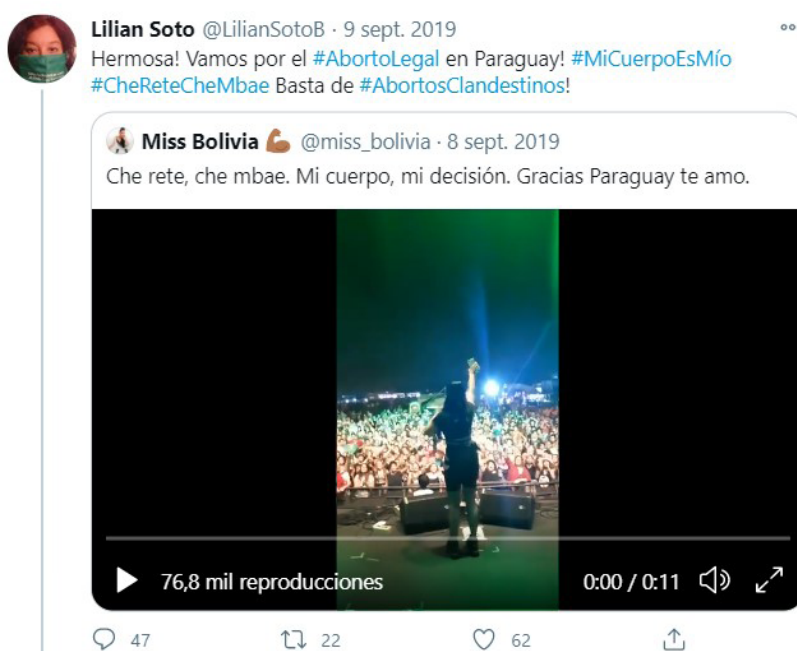 Lilian Soto @LilianSotoB · 9 sept. 2019
Hermosa! Vamos por el #AbortoLegal en Paraguay! #MiCuerpoEsMío
#CheReteCheMbae Basta de #AbortosClandestinos!
Miss Bolivia 💪🏾 @miss_bolivia · 8 sept. 2019
Che rete, che mbae. Mi cuerpo, mi decisión. Gracias Paraguay te amo.
76,8 mil reproducciones 0:00 / 0:11
47 22 62